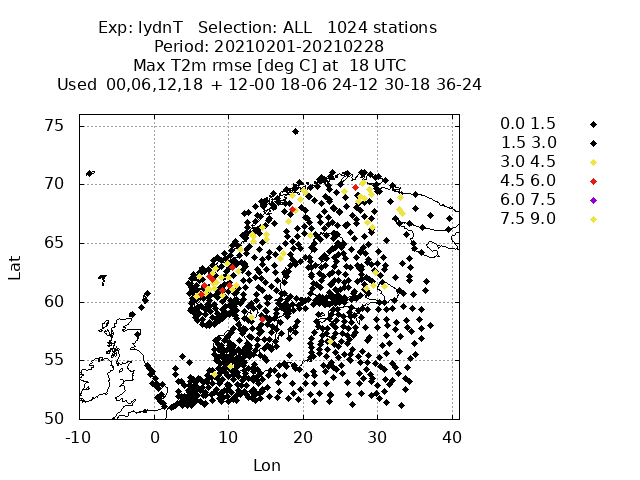 Exp: lydnT Selection: ALL 1024 stations
Period: 20210201-20210228
Max T2m rmse [deg C] at 18 UTC
Used 00,06,12,18 + 12-00 18-06 24-12 30-18 36-24
0.0 1.5
1.5 3.0
3.0 4.5
4.5 6.0
6.0 7.5
7.5 9.0
75
70
65
60
55
50
Lat
-10 0 10 20 30 40
Lon